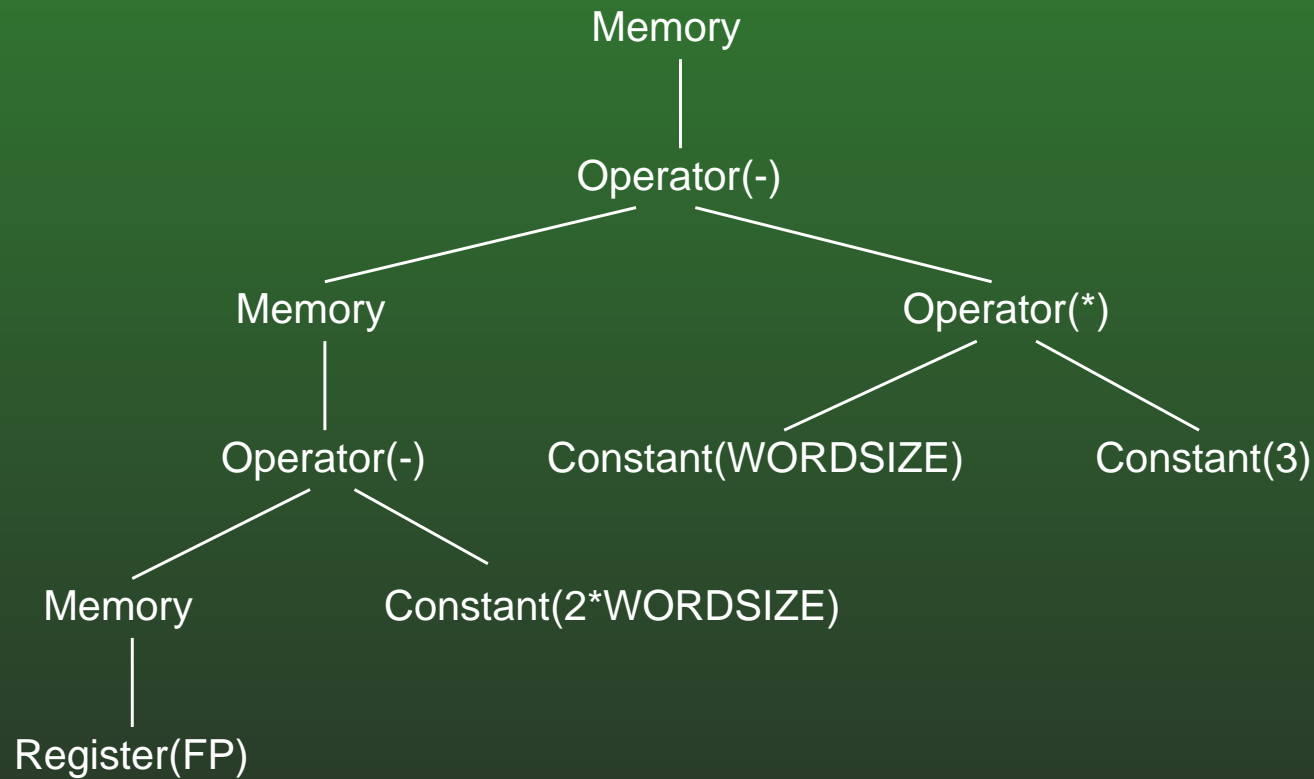 Memory
Operator(-)
Memory Operator(*)
Operator(-) Constant(WORDSIZE) Constant(3)
Memory Constant(2*WORDSIZE)
Register(FP)